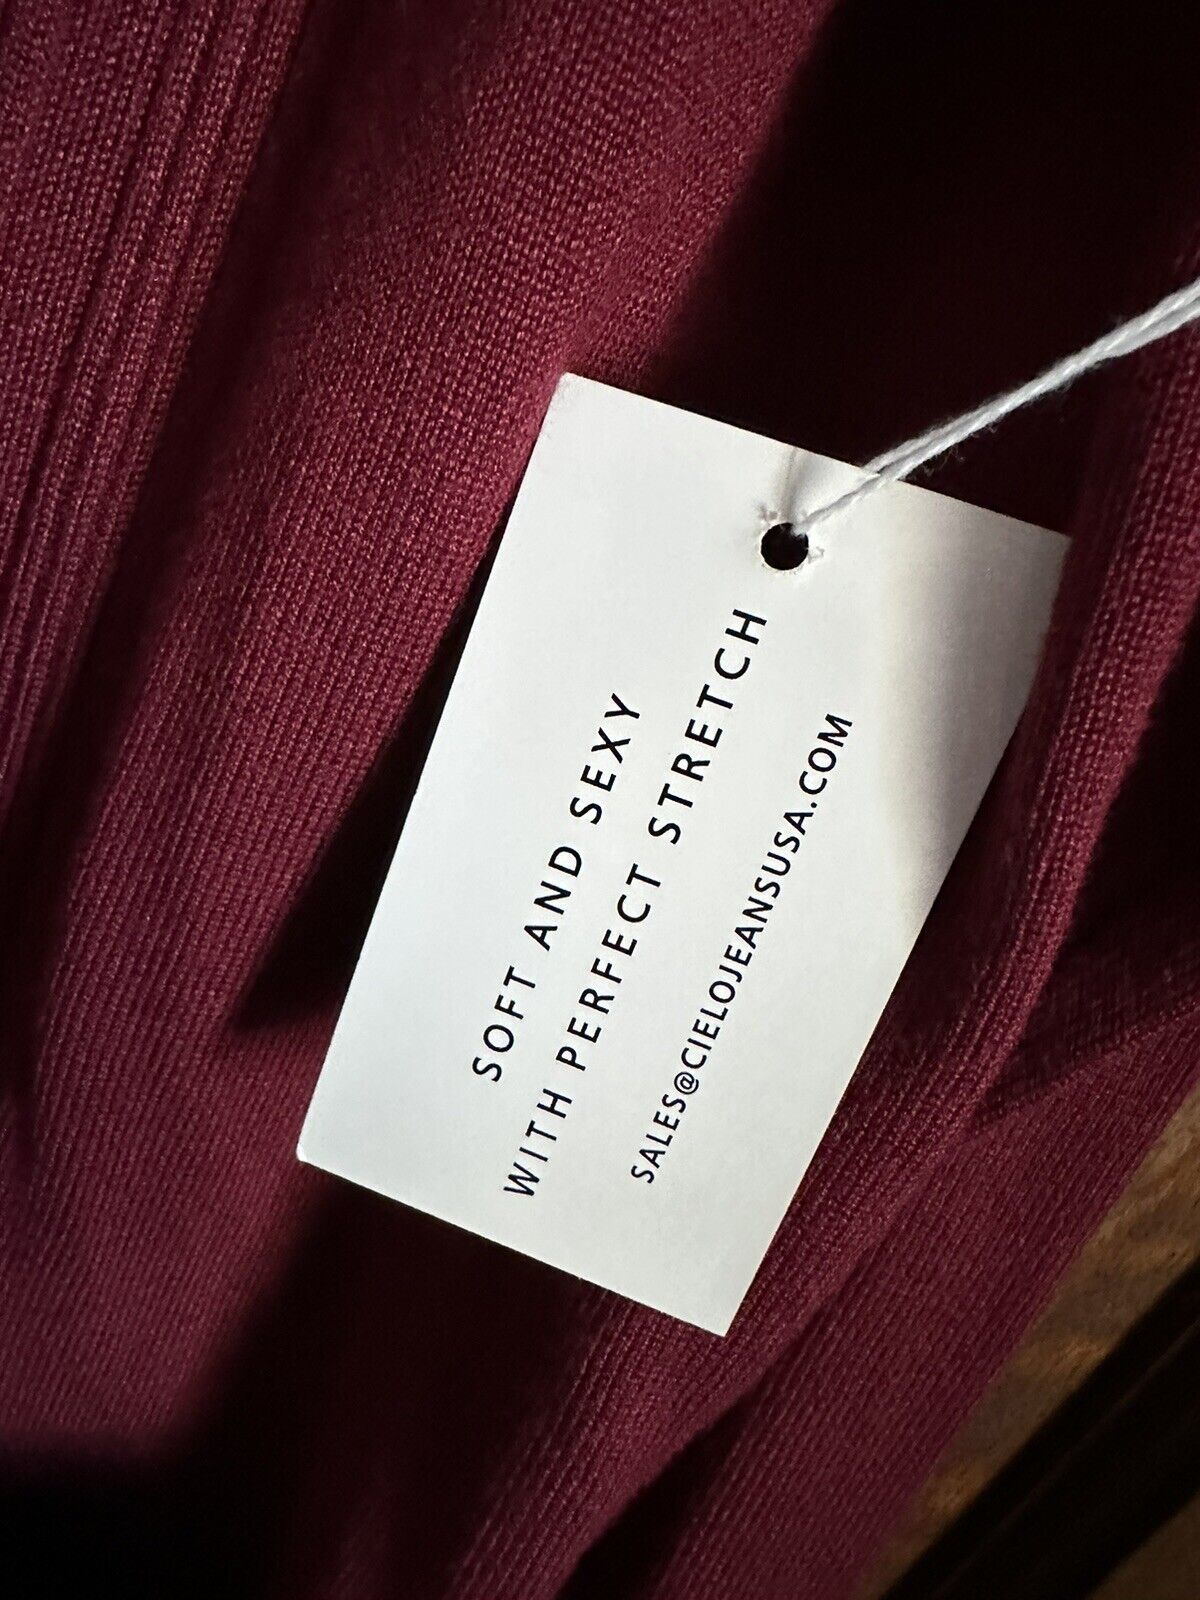 SOFT AND SEXY
WITH PERFECT STRETCH
SALES@CIELOJEANSUSA.COM